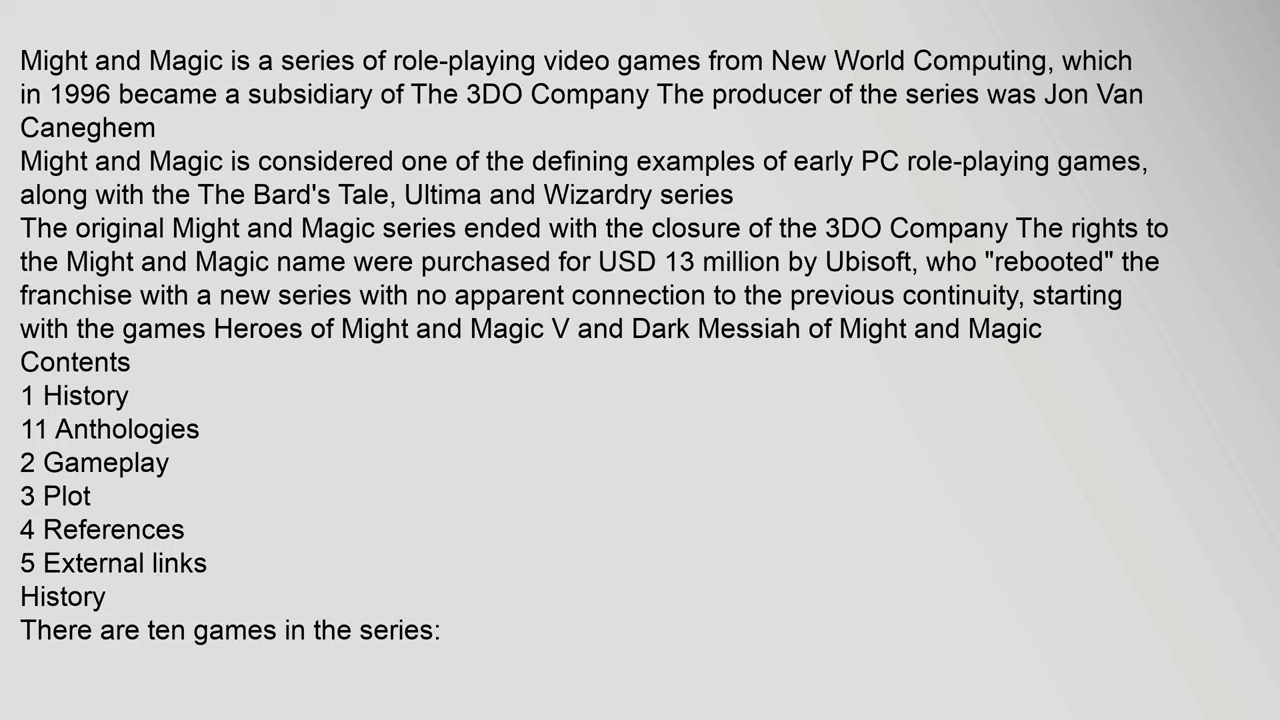 Might and Magic is a series of role-playing video games from New World Computing, which
in 1996 became a subsidiary of The 3DO Company The producer of the series was Jon Van
Caneghem
Might and Magic is considered one of the defining examples of early PC role-playing games,
along with the The Bard's Tale, Ultima and Wizardry series
The original Might and Magic series ended with the closure of the 3DO Company The rights to
the Might and Magic name were purchased for USD 13 million by Ubisoft, who "rebooted" the
franchise with a new series with no apparent connection to the previous continuity, starting
with the games Heroes of Might and Magic V and Dark Messiah of Might and Magic
Contents
1 History
11 Anthologies
2 Gameplay
3 Plot
4 References
5 External links
History
There are ten games in the series: